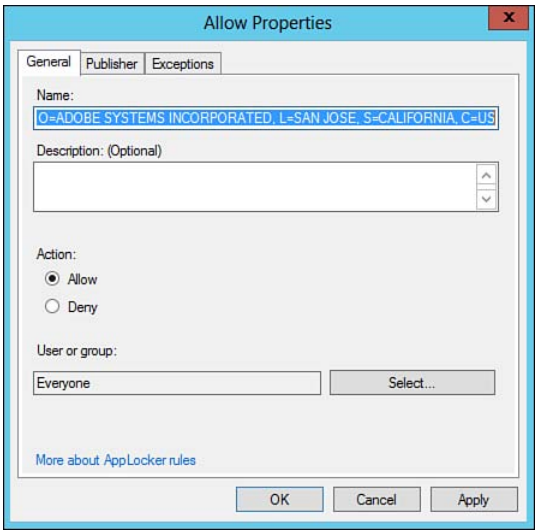 Allow Properties
x
General Publisher Exceptions
Name:
O=ADOBE SYSTEMS INCORPORATED, L=SAN JOSE, S=CALIFORNIA, C=US
Description: (Optional)
Action:
Allow
Deny
User or group:
Everyone Select...
More about AppLocker rules
OK Cancel Apply